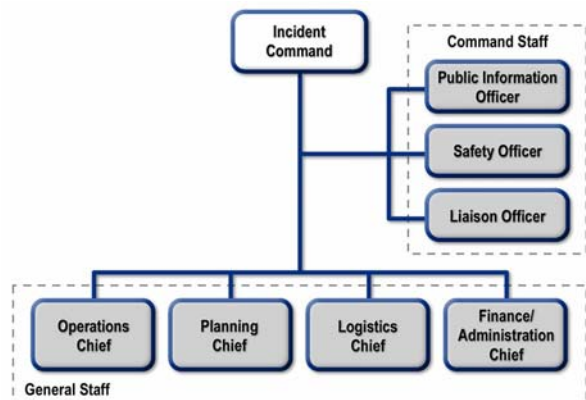 Incident
Command
Command Staff
Public Information
Officer
Safety Officer
Liaison Officer
Operations
Chief
Planning
Chief
Logistics
Chief
Finance/
Administration
Chief
General Staff